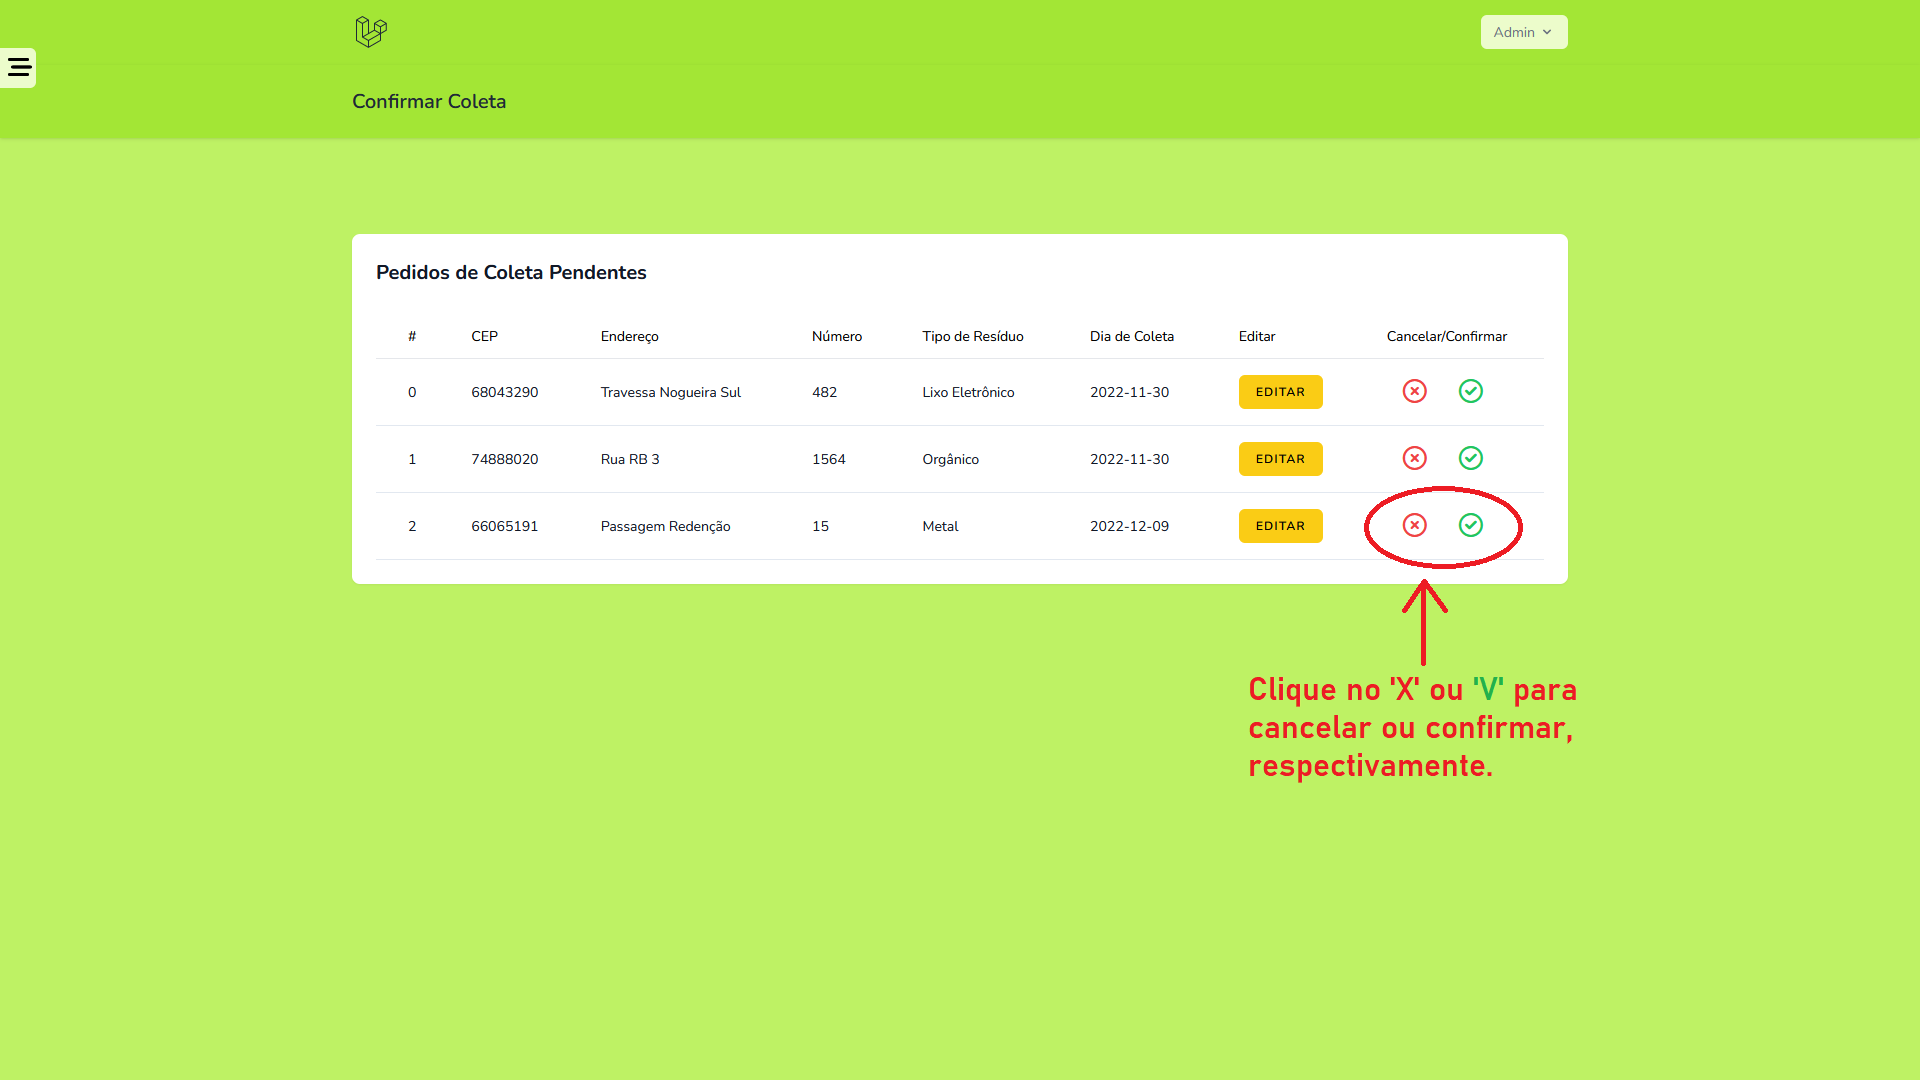 Admin
Confirmar Coleta
Pedidos de Coleta Pendentes
# CEP Endereço Número Tipo de Resíduo Dia de Coleta Editar Cancelar/Confirmar
0 68043290 Travessa Nogueira Sul 482 Lixo Eletrônico 2022-11-30 EDITAR
1 74888020 Rua RB 3 1564 Orgânico 2022-11-30 EDITAR
2 66065191 Passagem Redenção 15 Metal 2022-12-09 EDITAR
Clique no 'X' ou 'V' para
cancelar ou confirmar,
respectivamente.